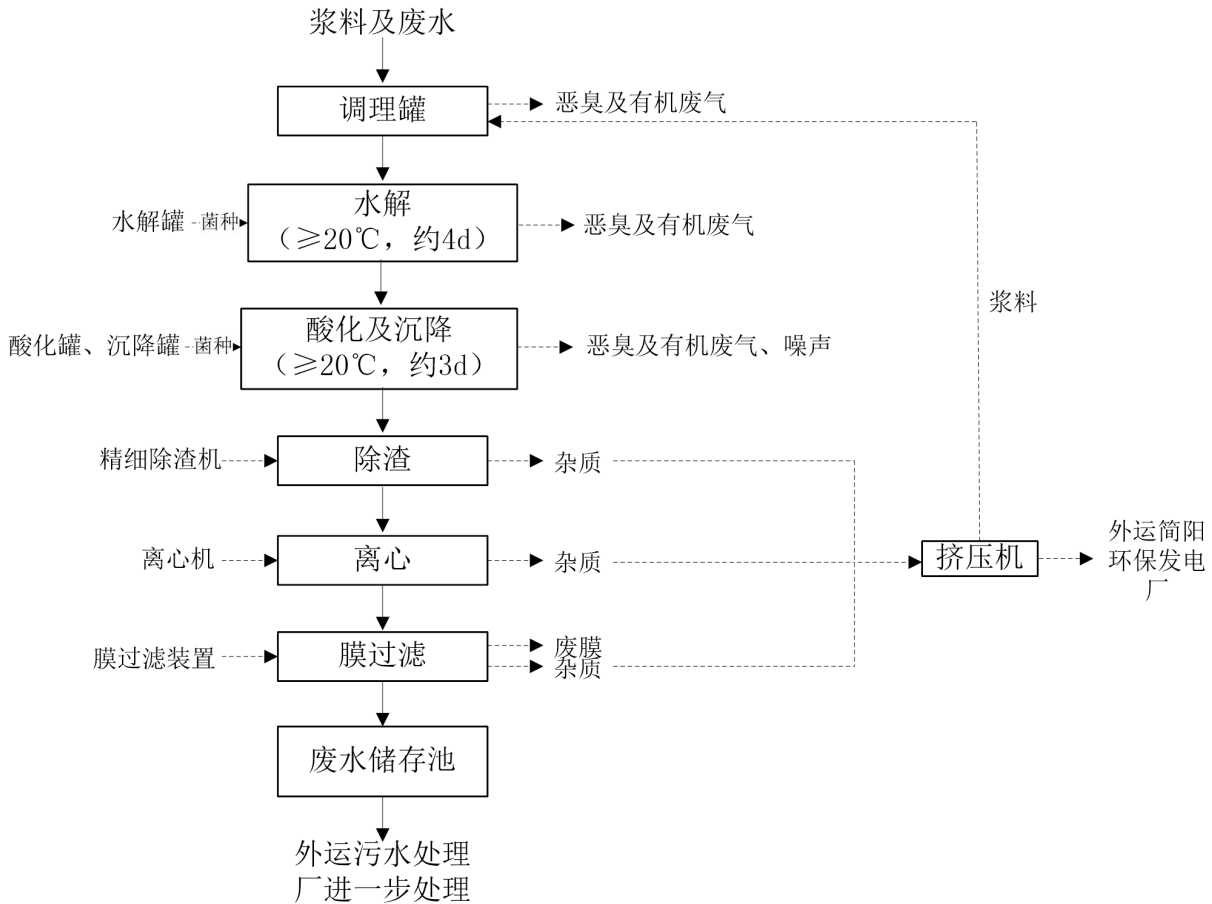 浆料及废水
调理罐
恶臭及有机废气
水解罐
菌种
水解
（≥20℃，约4d）
恶臭及有机废气
浆料
酸化罐、沉降罐
菌种
酸化及沉降
（≥20℃，约3d）
恶臭及有机废气、噪声
精细除渣机
除渣
杂质
离心机
离心
杂质
挤压机
外运简阳
环保发电
厂
膜过滤装置
膜过滤
废膜
杂质
废水储存池
外运污水处理
厂进一步处理